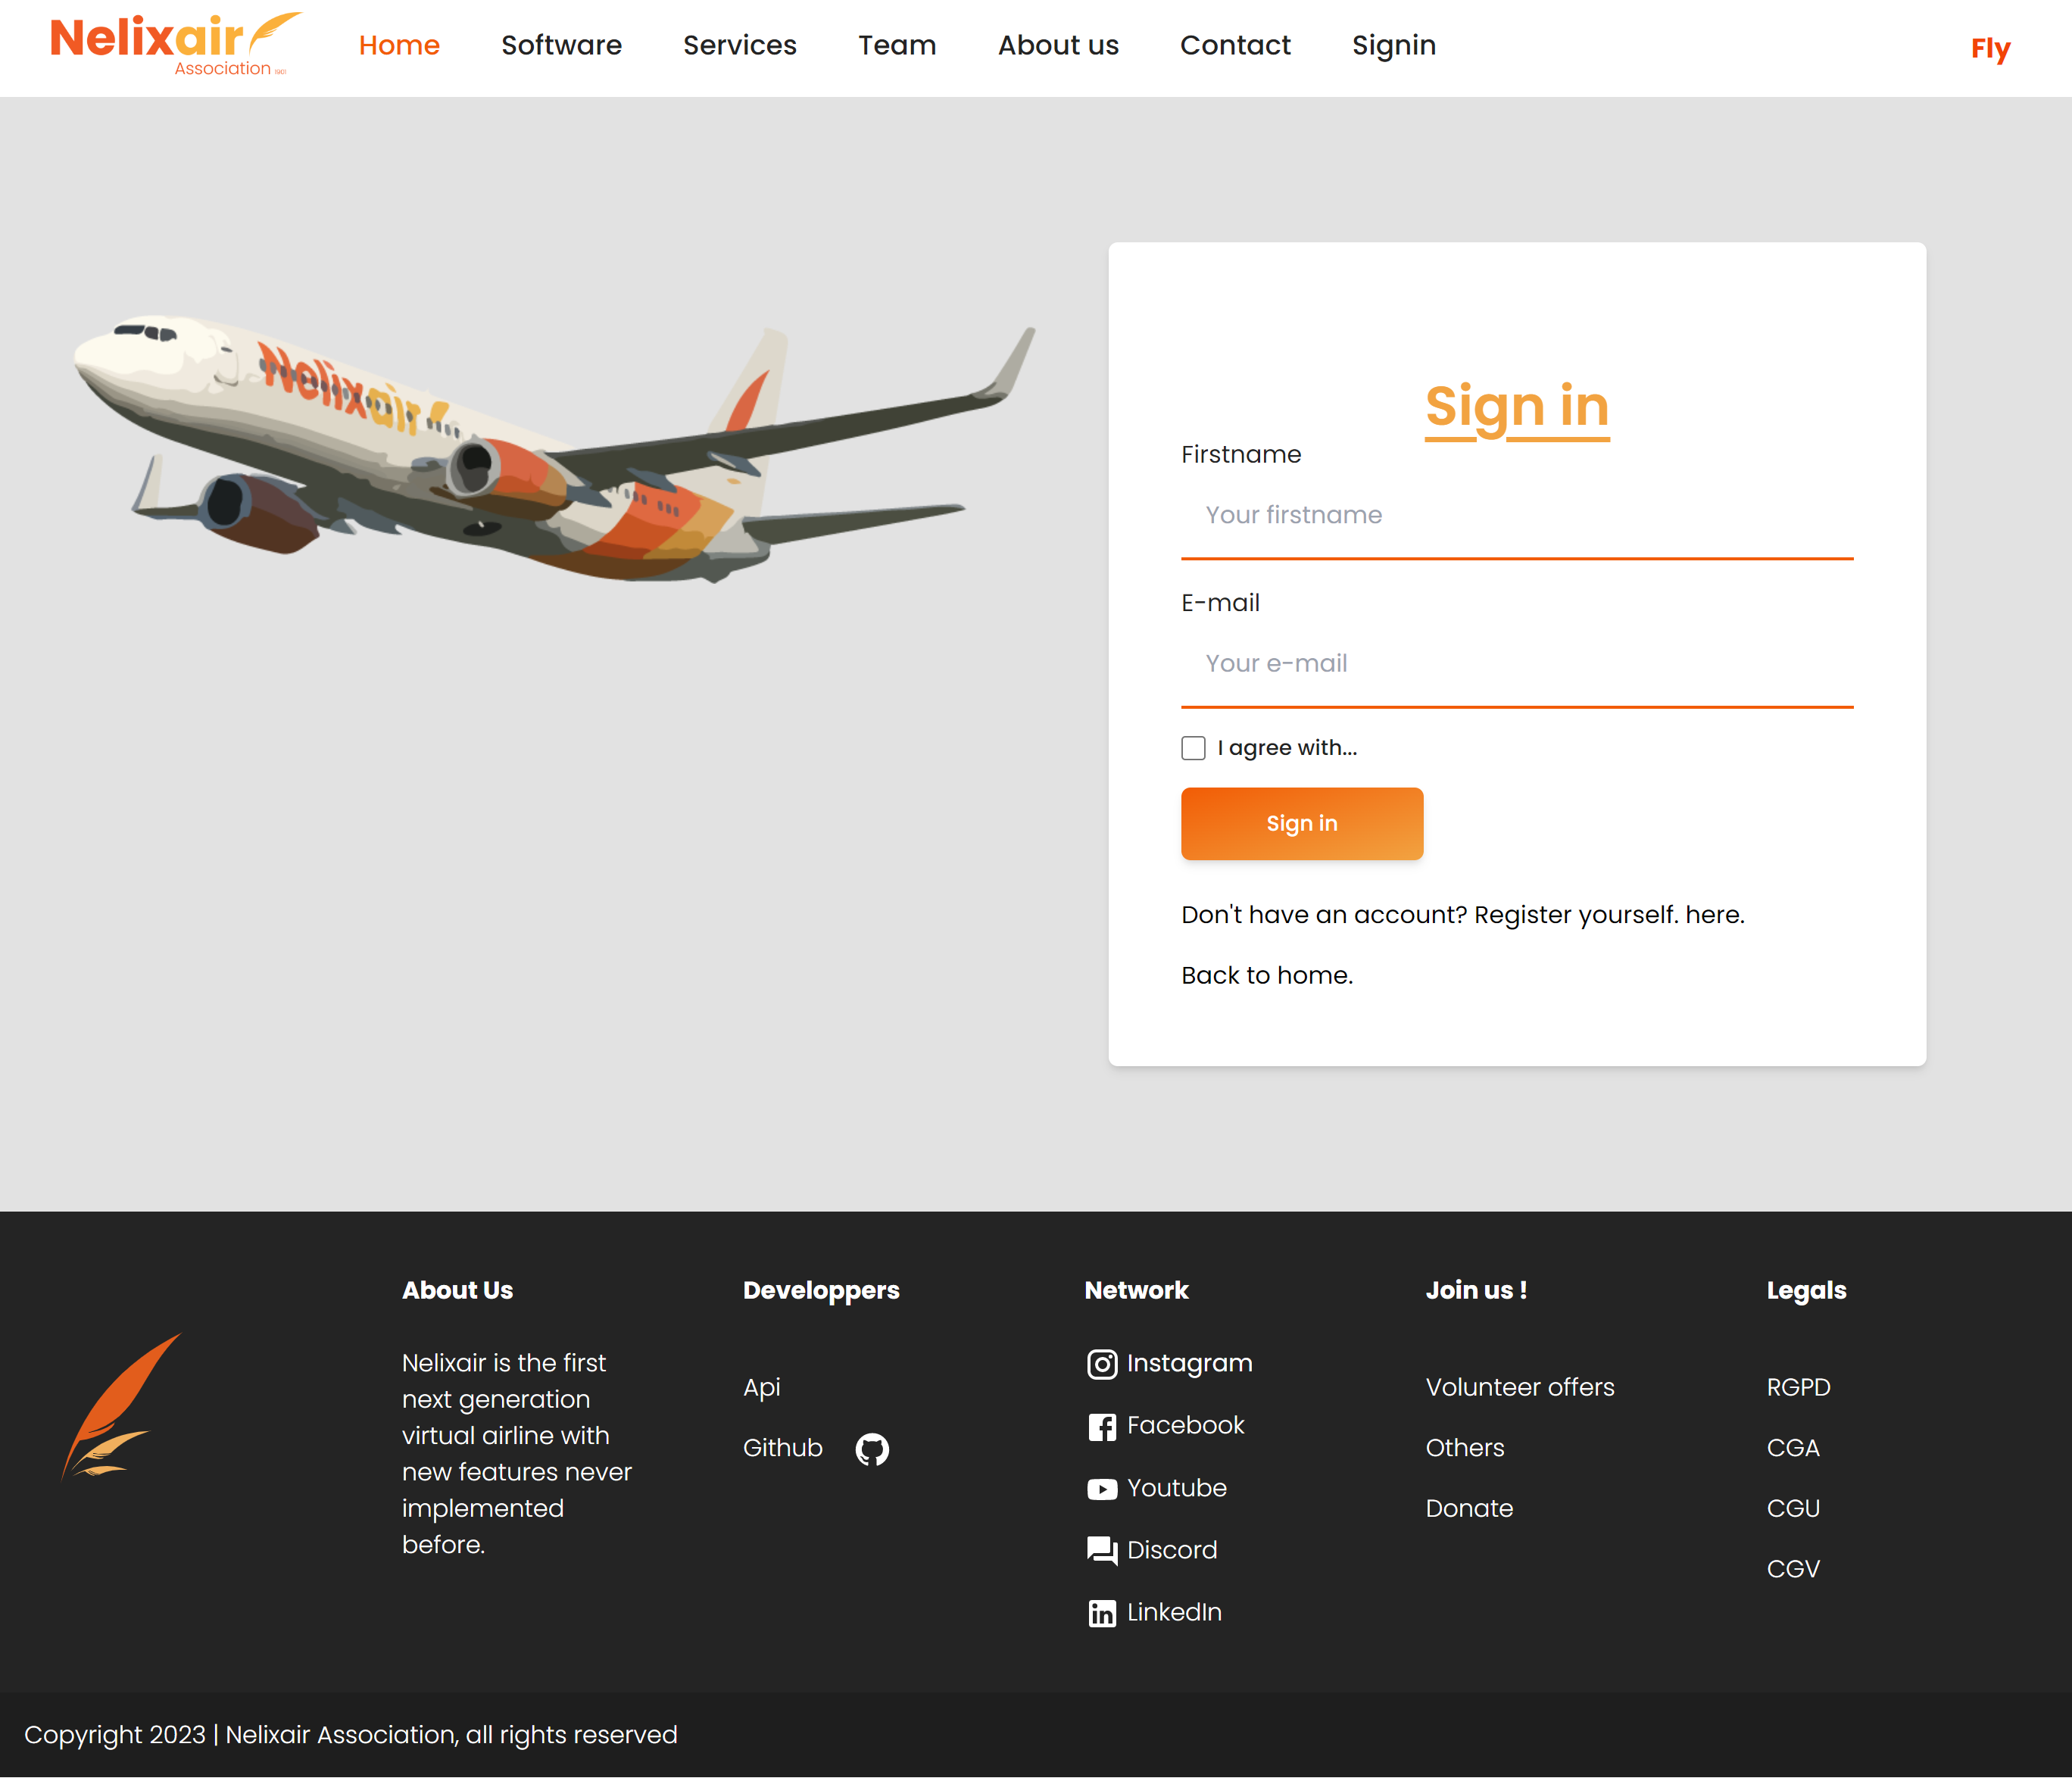 Nelixair
Association
Home
Software
Services
Team
About us
Contact
Signin
Fly
Nelixair
Sign in
Firstname
Your firstname
E-mail
Your e-mail
I agree with...
Sign in
Don't have an account? Register yourself. here.
Back to home.
About Us
Nelixair is the first
next generation
virtual airline with
new features never
implemented
before.
Developpers
Api
Github
Network
Instagram
Facebook
Youtube
Discord
LinkedIn
Join us !
Volunteer offers
Others
Donate
Legals
RGPD
CGA
CGU
CGV
Copyright 2023 | Nelixair Association, all rights reserved